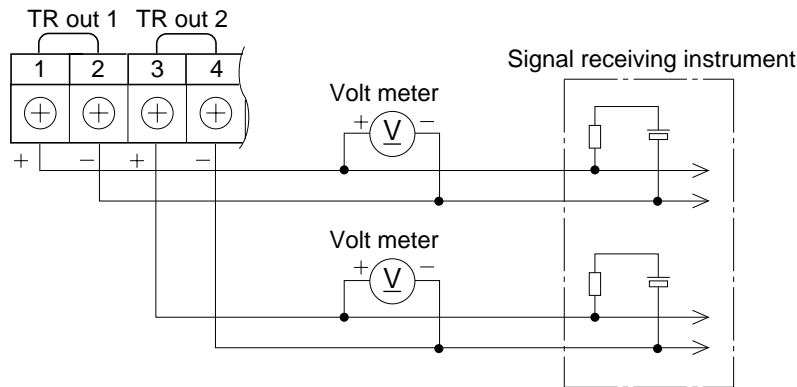 TR out 1 TR out 2
1 2 3 4
Signal receiving instrument
Volt meter
+ V −
+ − + −
Volt meter
+ V −